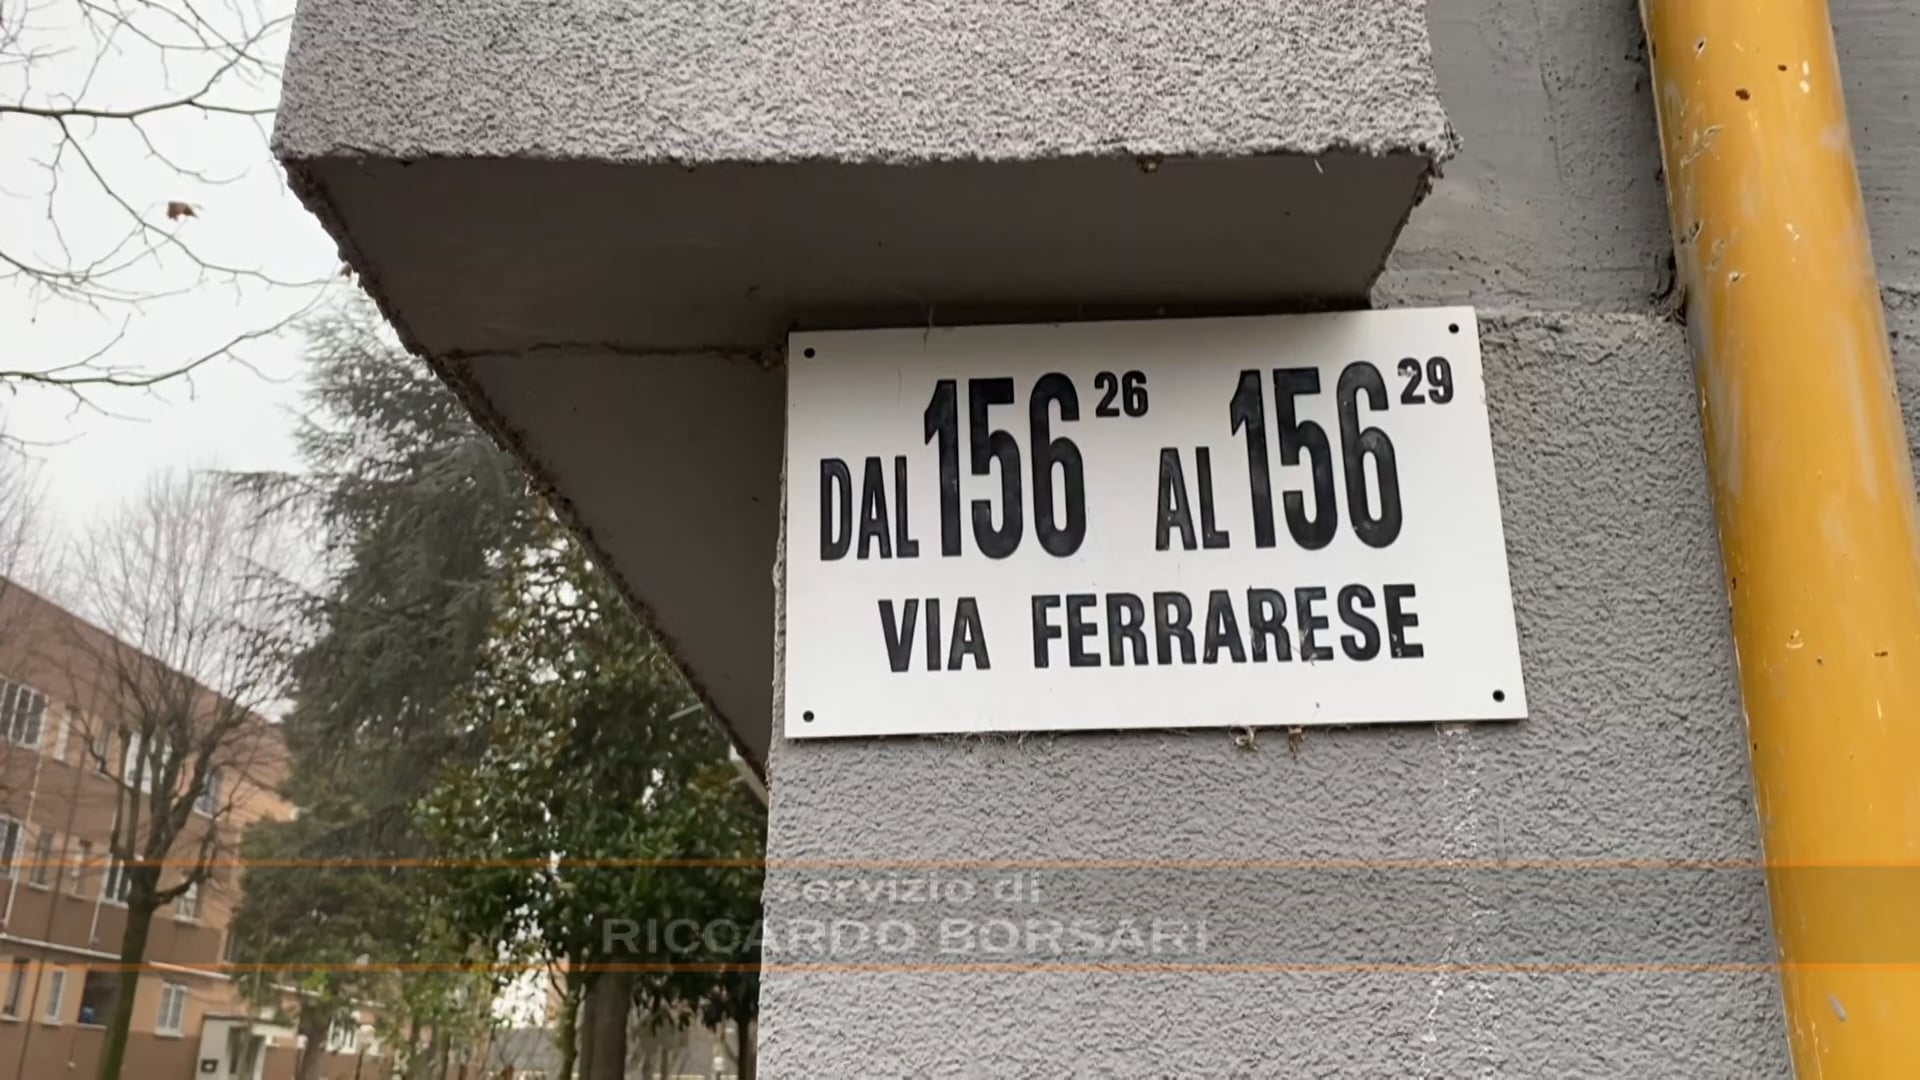 DAL 156 26 AL 156 29
VIA FERRARESE
servizio di
RICCARDO BORSARI